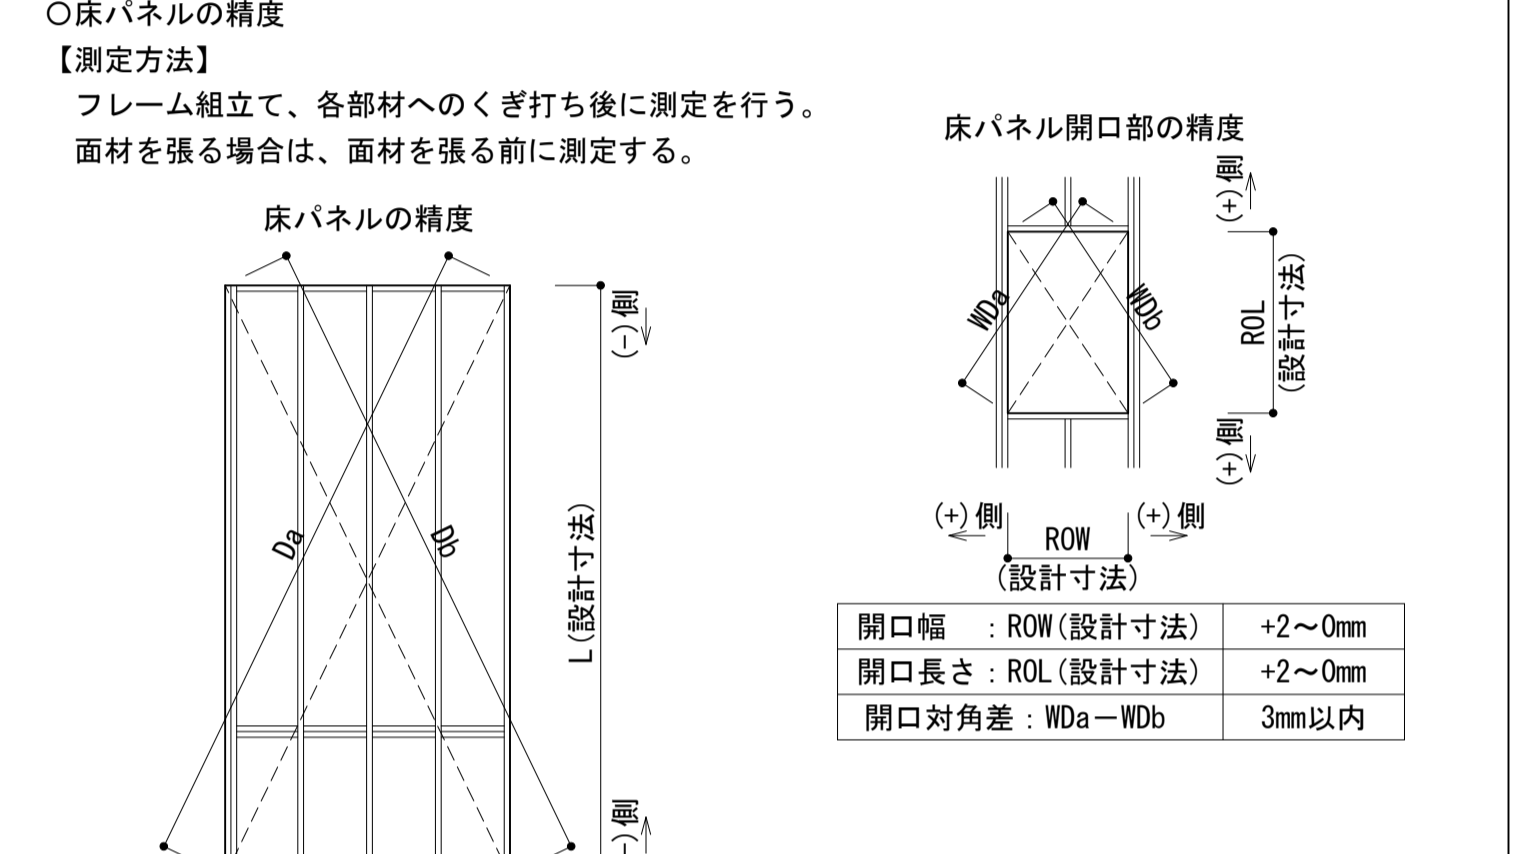 ○床パネルの精度
【測定方法】
フレーム組立て、各部材へのくぎ打ち後に測定を行う。
面材を張る場合は、面材を張る前に測定する。
床パネルの精度
(-)側
Da
Db
L(設計寸法)
(-)側
床パネル開口部の精度
(+)側
WDa
WDb
ROL
(設計寸法)
(+)側
(+)側
(+)側
ROW
(設計寸法)
開口幅 : ROW(設計寸法) +2～0mm
開口長さ : ROL(設計寸法) +2～0mm
開口対角差 : WDa－WDb 3mm以内